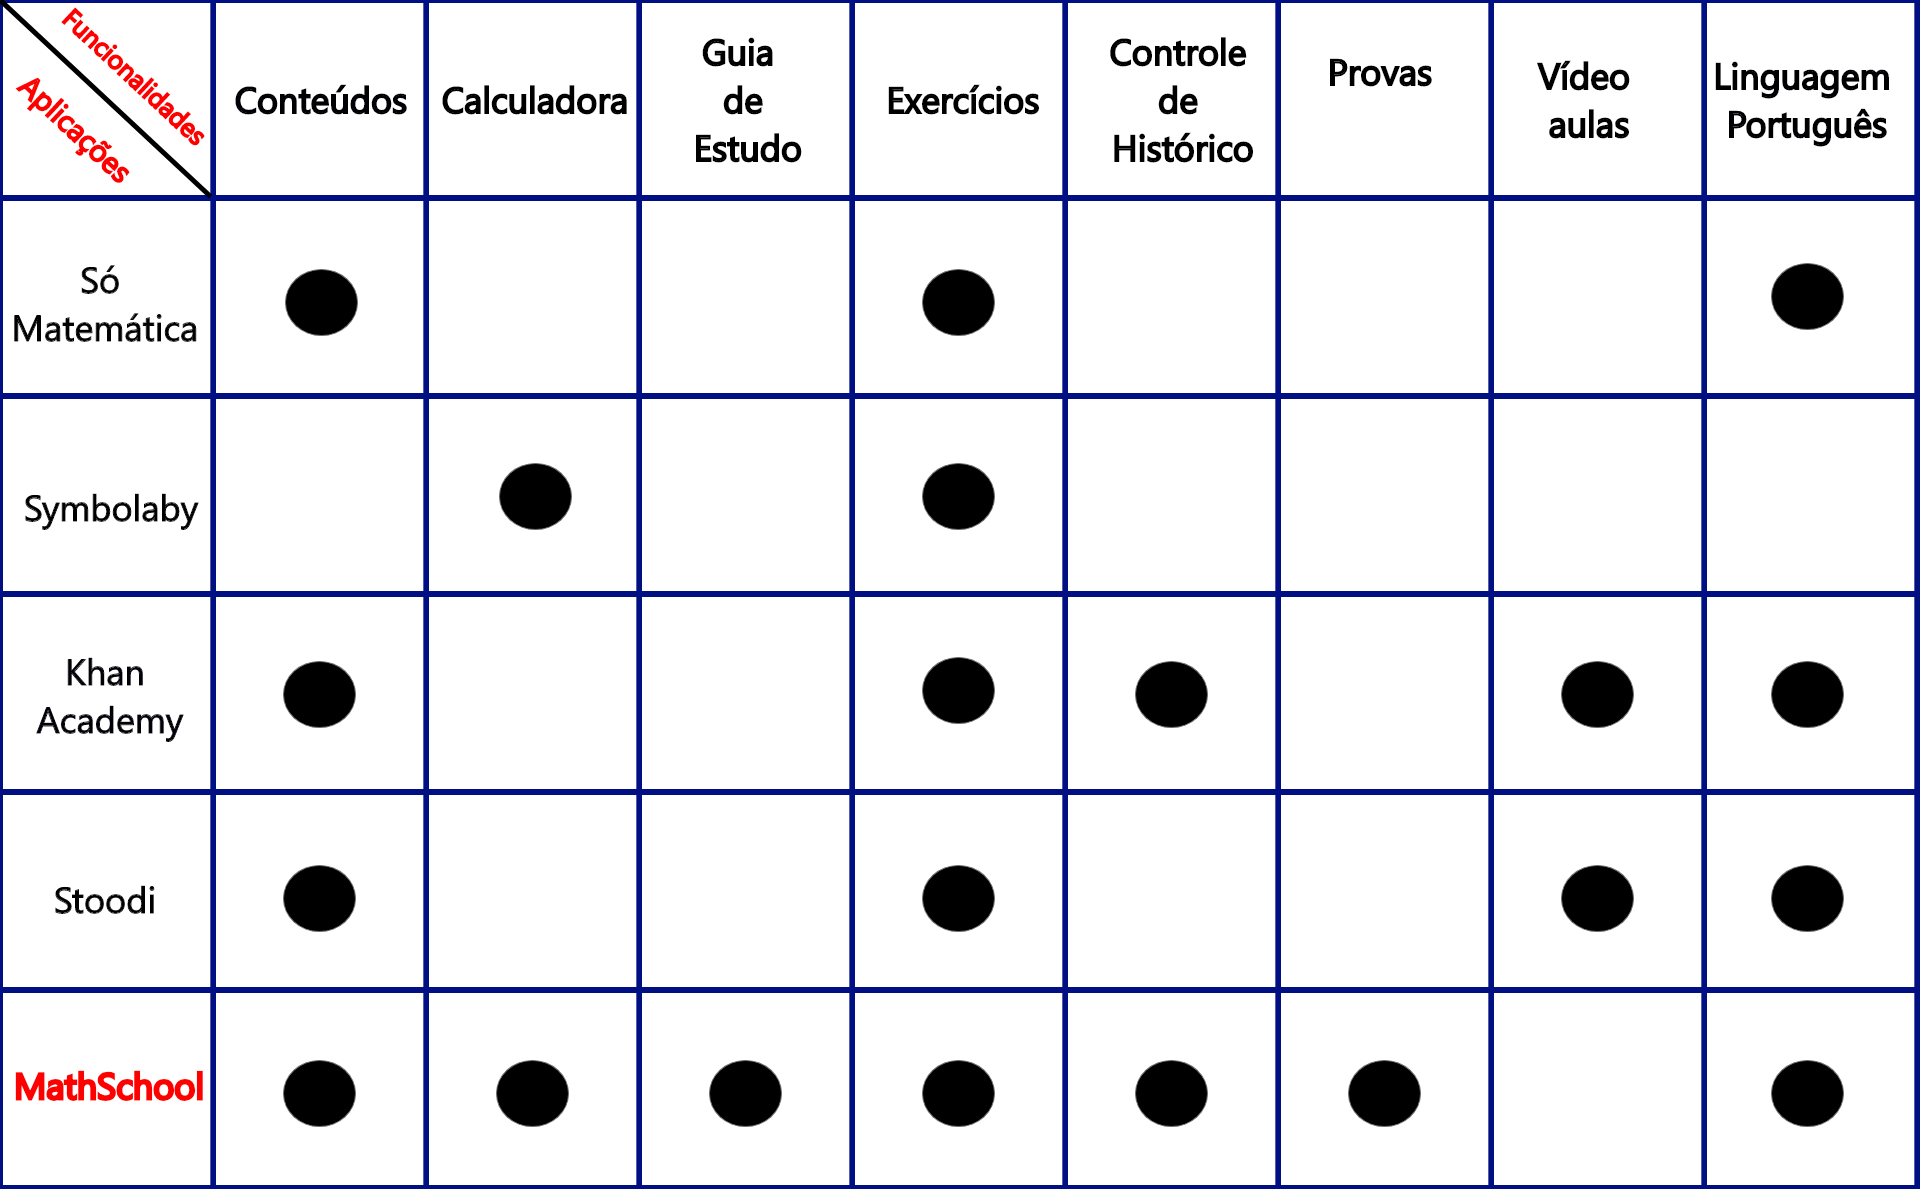 Funcionalidades
Aplicações
Conteúdos
Calculadora
Guia
de
Estudo
Exercícios
Controle
de
Histórico
Provas
Vídeo
aulas
Linguagem
Português
Só
Matemática
Symbolaby
Khan
Academy
Stoodi
MathSchool